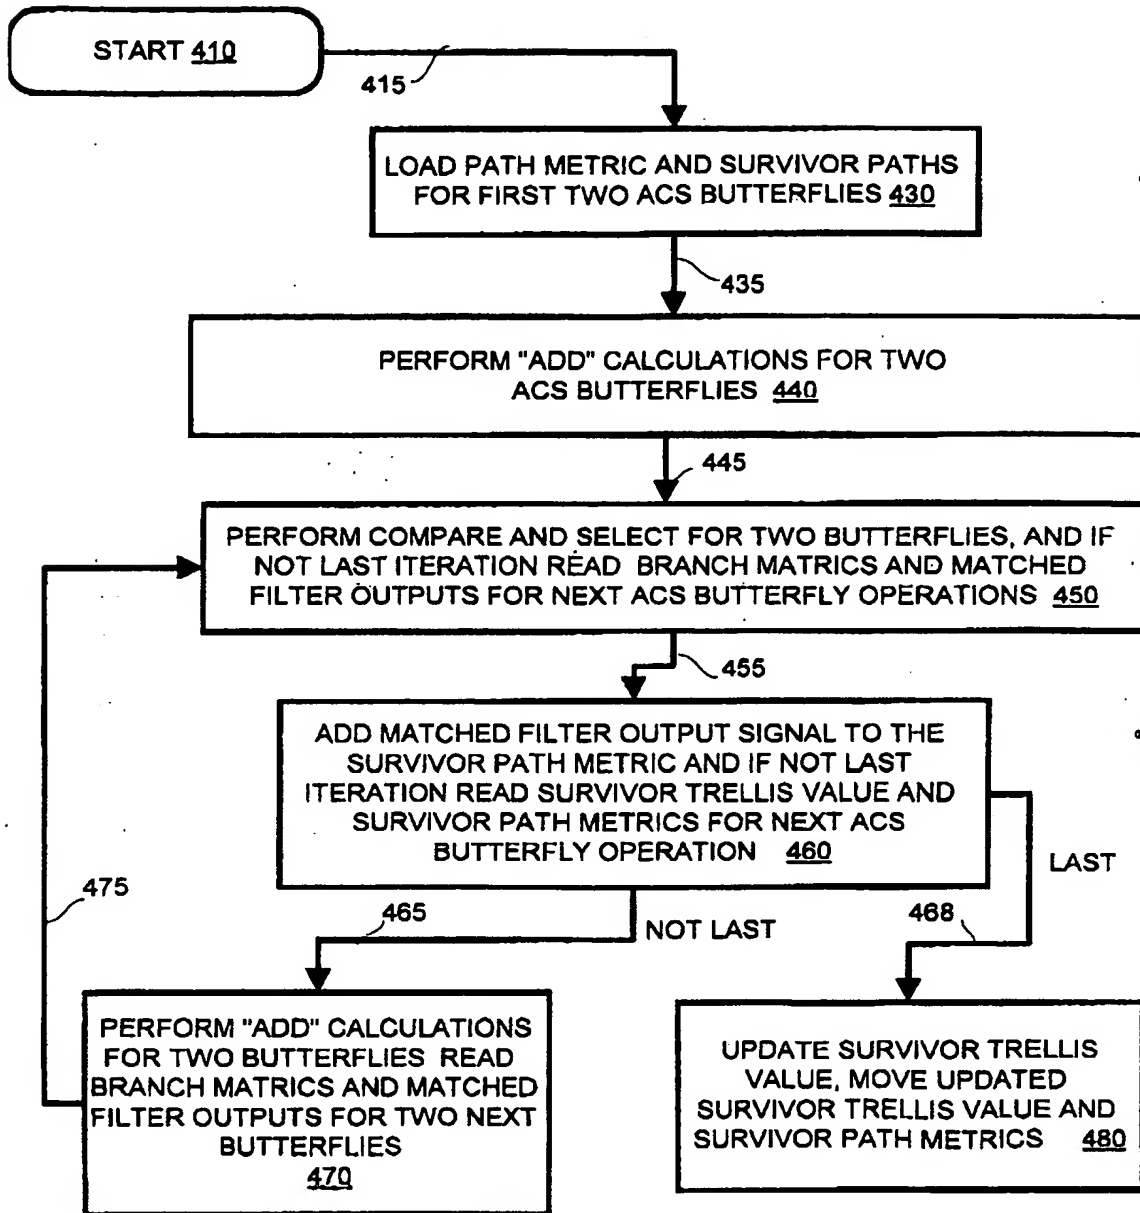 START 410
415
LOAD PATH METRIC AND SURVIVOR PATHS
FOR FIRST TWO ACS BUTTERFLIES 430
435
PERFORM "ADD" CALCULATIONS FOR TWO
ACS BUTTERFLIES 440
445
PERFORM COMPARE AND SELECT FOR TWO BUTTERFLIES, AND IF
NOT LAST ITERATION READ BRANCH MATRICS AND MATCHED
FILTER OUTPUTS FOR NEXT ACS BUTTERFLY OPERATIONS 450
455
ADD MATCHED FILTER OUTPUT SIGNAL TO THE
SURVIVOR PATH METRIC AND IF NOT LAST
ITERATION READ SURVIVOR TRELLIS VALUE AND
SURVIVOR PATH METRICS FOR NEXT ACS
BUTTERFLY OPERATION 460
LAST
475
465
NOT LAST
468
PERFORM "ADD" CALCULATIONS
FOR TWO BUTTERFLIES READ
BRANCH MATRICS AND MATCHED
FILTER OUTPUTS FOR TWO NEXT
BUTTERFLIES
470
UPDATE SURVIVOR TRELLIS
VALUE, MOVE UPDATED
SURVIVOR TRELLIS VALUE AND
SURVIVOR PATH METRICS 480